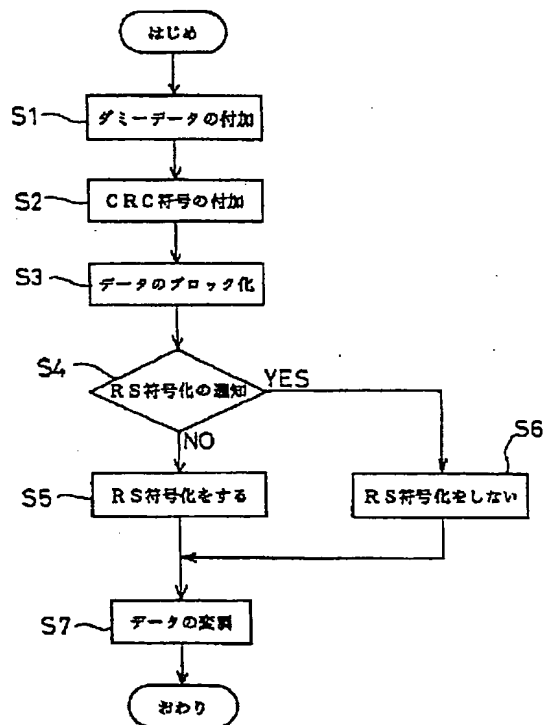 はじめ
S1
ダミーデータの付加
S2
CRC符号の付加
S3
データのブロック化
S4
RS符号化の通知
YES
NO
S5
RS符号化をする
S6
RS符号化をしない
S7
データの変調
おわり